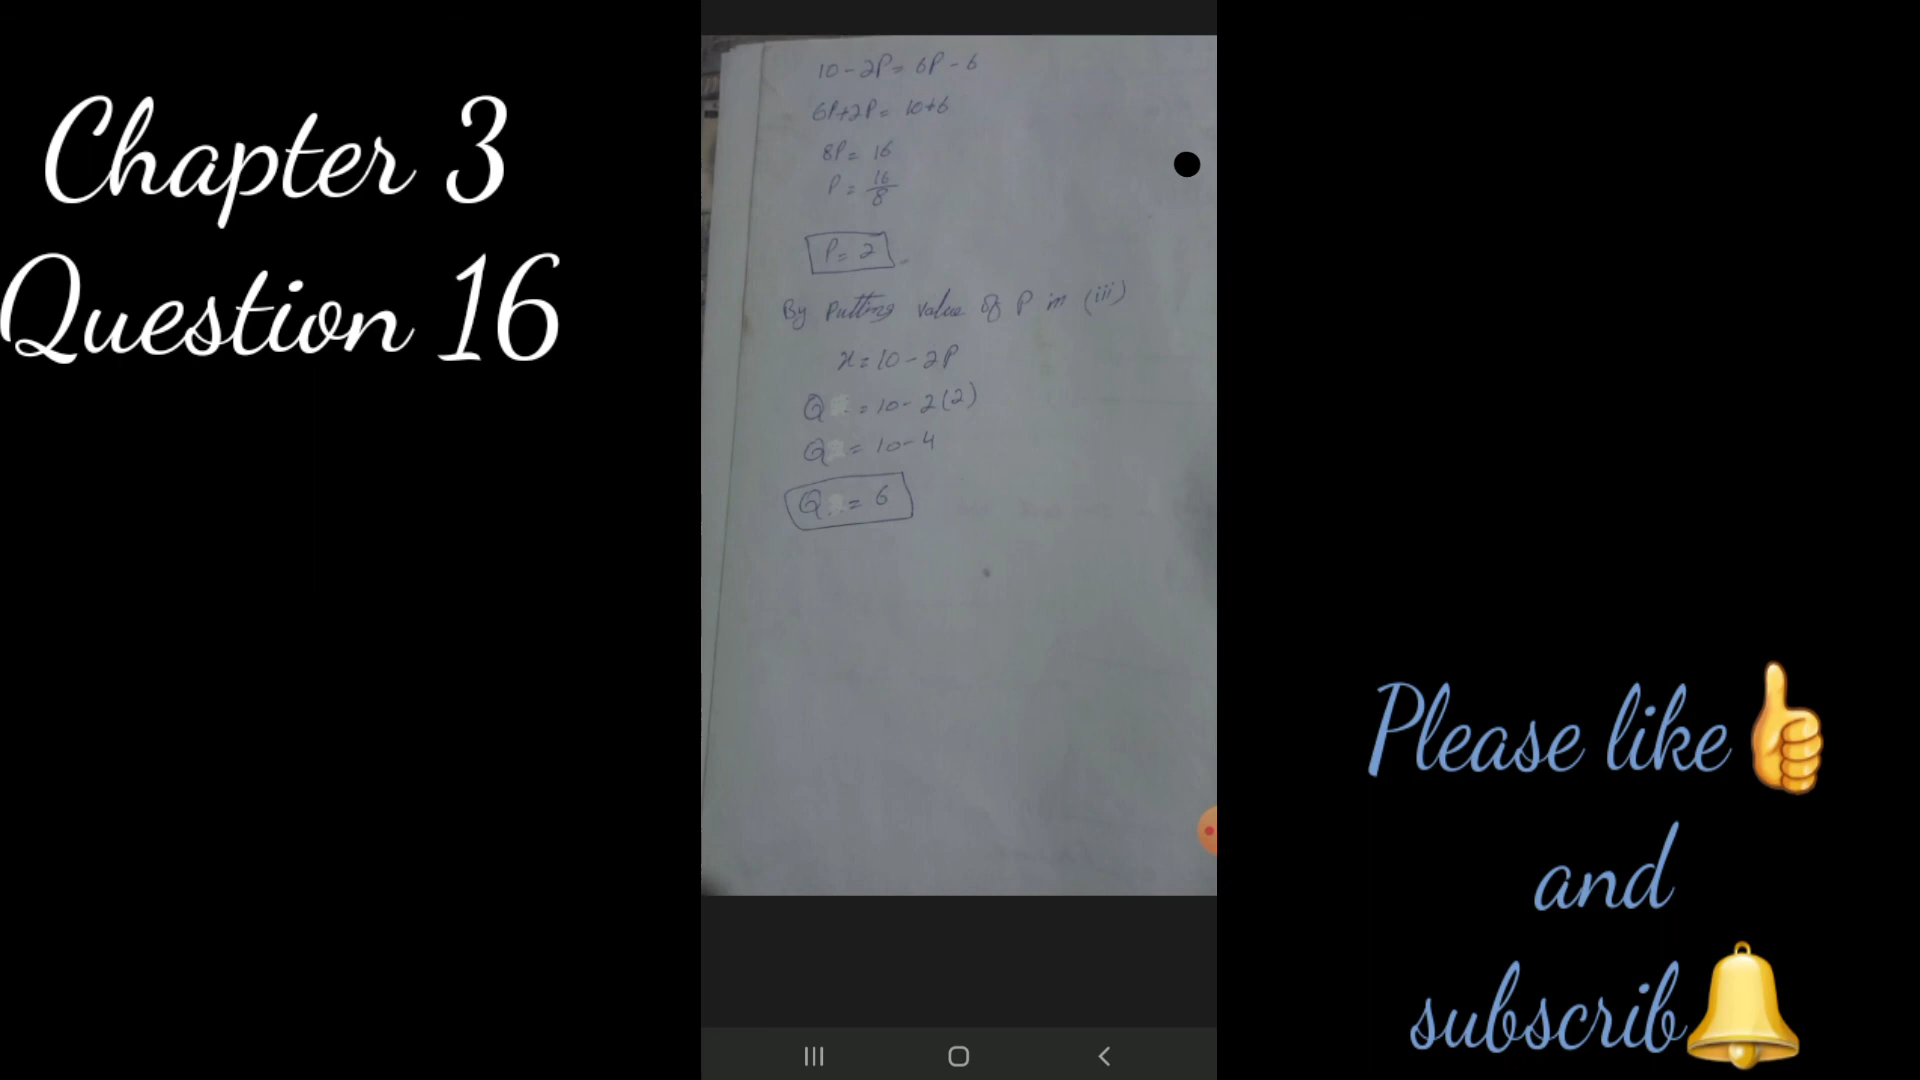 Chapter 3
Question 16
10 - 2P = 6P - 6
6P + 2P = 10 + 6
8P = 16
P = 16/8
P = 2
By Putting value of P in (iii)
x = 10 - 2P
Q = 10 - 2(2)
Q = 10 - 4
Q = 6
Please like👍
and
subscrib🔔